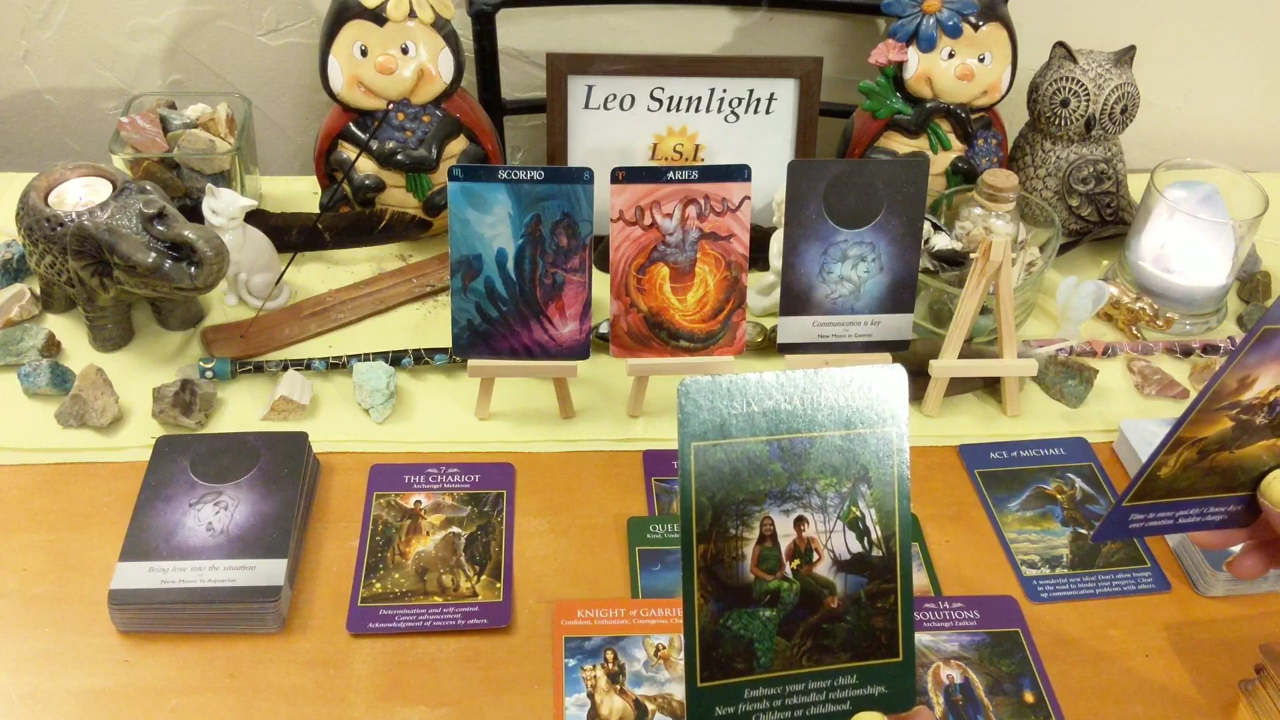 Leo Sunlight
L.S.I.
♏ SCORPIO 8
♈ ARIES 1
Communication is key
New Moon in Gemini
SIX of RAPHAEL
Embrace your inner child.
New friends or rekindled relationships.
Children or childhood.
Bring love into the situation
New Moon in Aquarius
7
THE CHARIOT
Archangel Metatron
Determination and self-control.
Career advancement.
Acknowledgment of success by others.
T
QUEE
Kind, Unde
KNIGHT of GABRIE
Confident, Enthusiastic, Courageous, Cha
ACE of MICHAEL
A wonderful new idea! Don't allow bumps
in the road to hinder your progress. Clear
up communication problems with others.
14
SOLUTIONS
Archangel Zadkiel
Time to move quickly! Choose logic
over emotion. Sudden change.